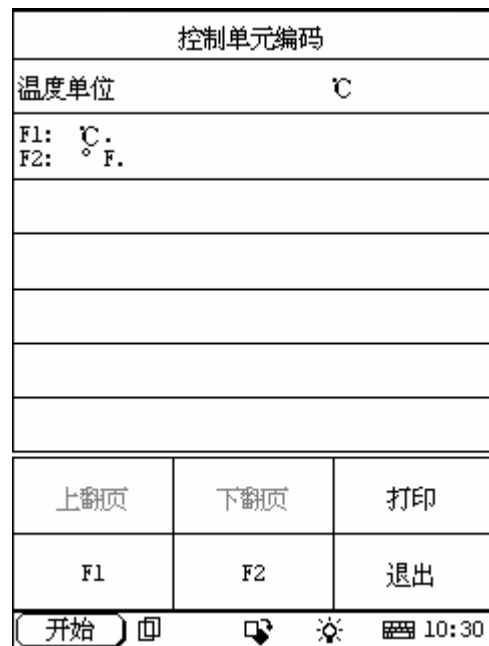 控制单元编码
温度单位 ℃
F1: ℃.
F2: ° F.
上翻页 下翻页 打印
F1 F2 退出
开始 10:30